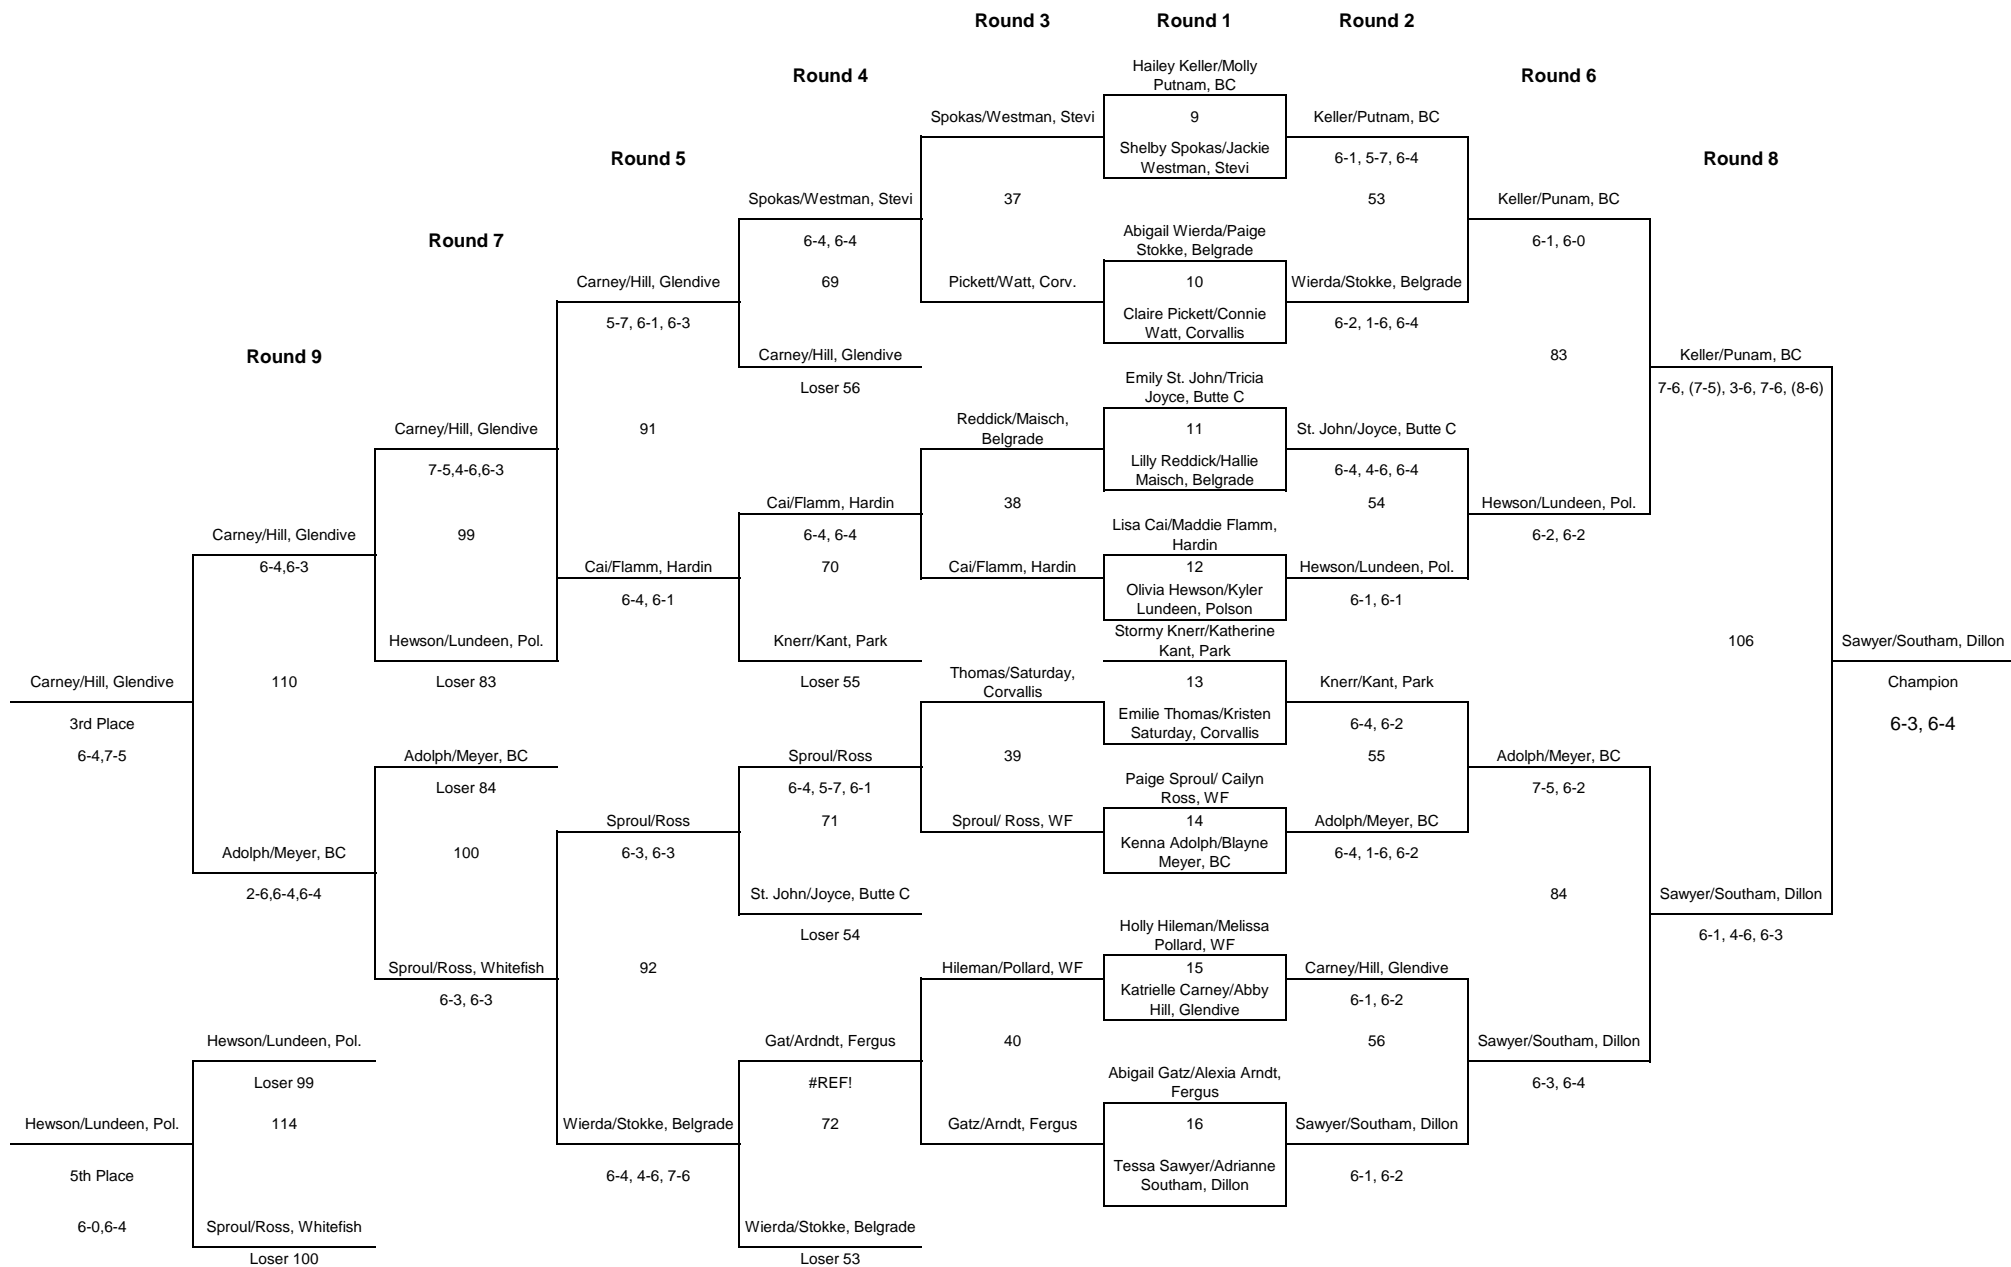 Round 3
Round 1
Round 2
Round 4
Hailey Keller/Molly
Putnam, BC
Round 6
Spokas/Westman, Stevi
9
Keller/Putnam, BC
Round 5
Shelby Spokas/Jackie
Westman, Stevi
6-1, 5-7, 6-4
Round 8
Spokas/Westman, Stevi
37
53
Keller/Punam, BC
Round 7
6-4, 6-4
Abigail Wierda/Paige
Stokke, Belgrade
6-1, 6-0
Carney/Hill, Glendive
69
Pickett/Watt, Corv.
10
Wierda/Stokke, Belgrade
5-7, 6-1, 6-3
Claire Pickett/Connie
Watt, Corvallis
6-2, 1-6, 6-4
Round 9
Carney/Hill, Glendive
83
Keller/Punam, BC
Loser 56
Emily St. John/Tricia
Joyce, Butte C
7-6, (7-5), 3-6, 7-6, (8-6)
Carney/Hill, Glendive
91
Reddick/Maisch,
Belgrade
11
St. John/Joyce, Butte C
7-5,4-6,6-3
Lilly Reddick/Hallie
Maisch, Belgrade
6-4, 4-6, 6-4
Cai/Flamm, Hardin
38
54
Hewson/Lundeen, Pol.
Carney/Hill, Glendive
99
6-4, 6-4
Lisa Cai/Maddie Flamm,
Hardin
6-2, 6-2
6-4,6-3
Cai/Flamm, Hardin
70
Cai/Flamm, Hardin
12
Hewson/Lundeen, Pol.
6-4, 6-1
Olivia Hewson/Kyler
Lundeen, Polson
6-1, 6-1
Hewson/Lundeen, Pol.
Knerr/Kant, Park
Stormy Knerr/Katherine
Kant, Park
106
Sawyer/Southam, Dillon
Carney/Hill, Glendive
110
Loser 83
Loser 55
Thomas/Saturday,
Corvallis
13
Knerr/Kant, Park
Champion
3rd Place
Emilie Thomas/Kristen
Saturday, Corvallis
6-4, 6-2
6-3, 6-4
6-4,7-5
Adolph/Meyer, BC
Sproul/Ross
39
55
Adolph/Meyer, BC
Loser 84
6-4, 5-7, 6-1
Paige Sproul/ Cailyn
Ross, WF
7-5, 6-2
Sproul/Ross
71
Sproul/ Ross, WF
14
Adolph/Meyer, BC
Adolph/Meyer, BC
100
6-3, 6-3
Kenna Adolph/Blayne
Meyer, BC
6-4, 1-6, 6-2
2-6,6-4,6-4
St. John/Joyce, Butte C
84
Sawyer/Southam, Dillon
Loser 54
Holly Hileman/Melissa
Pollard, WF
6-1, 4-6, 6-3
Sproul/Ross, Whitefish
92
Hileman/Pollard, WF
15
Carney/Hill, Glendive
6-3, 6-3
Katrielle Carney/Abby
Hill, Glendive
6-1, 6-2
Hewson/Lundeen, Pol.
Gat/Ardndt, Fergus
40
56
Sawyer/Southam, Dillon
Loser 99
#REF!
Abigail Gatz/Alexia Arndt,
Fergus
6-3, 6-4
Hewson/Lundeen, Pol.
114
Wierda/Stokke, Belgrade
72
Gatz/Arndt, Fergus
16
Sawyer/Southam, Dillon
5th Place
6-4, 4-6, 7-6
Tessa Sawyer/Adrianne
Southam, Dillon
6-1, 6-2
6-0,6-4
Sproul/Ross, Whitefish
Wierda/Stokke, Belgrade
Loser 100
Loser 53